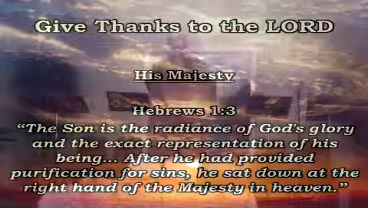 Give Thanks to the LORD
His Majesty
Hebrews 1:3
“The Son is the radiance of God's glory
and the exact representation of his
being... After he had provided
purification for sins, he sat down at the
right hand of the Majesty in heaven.”